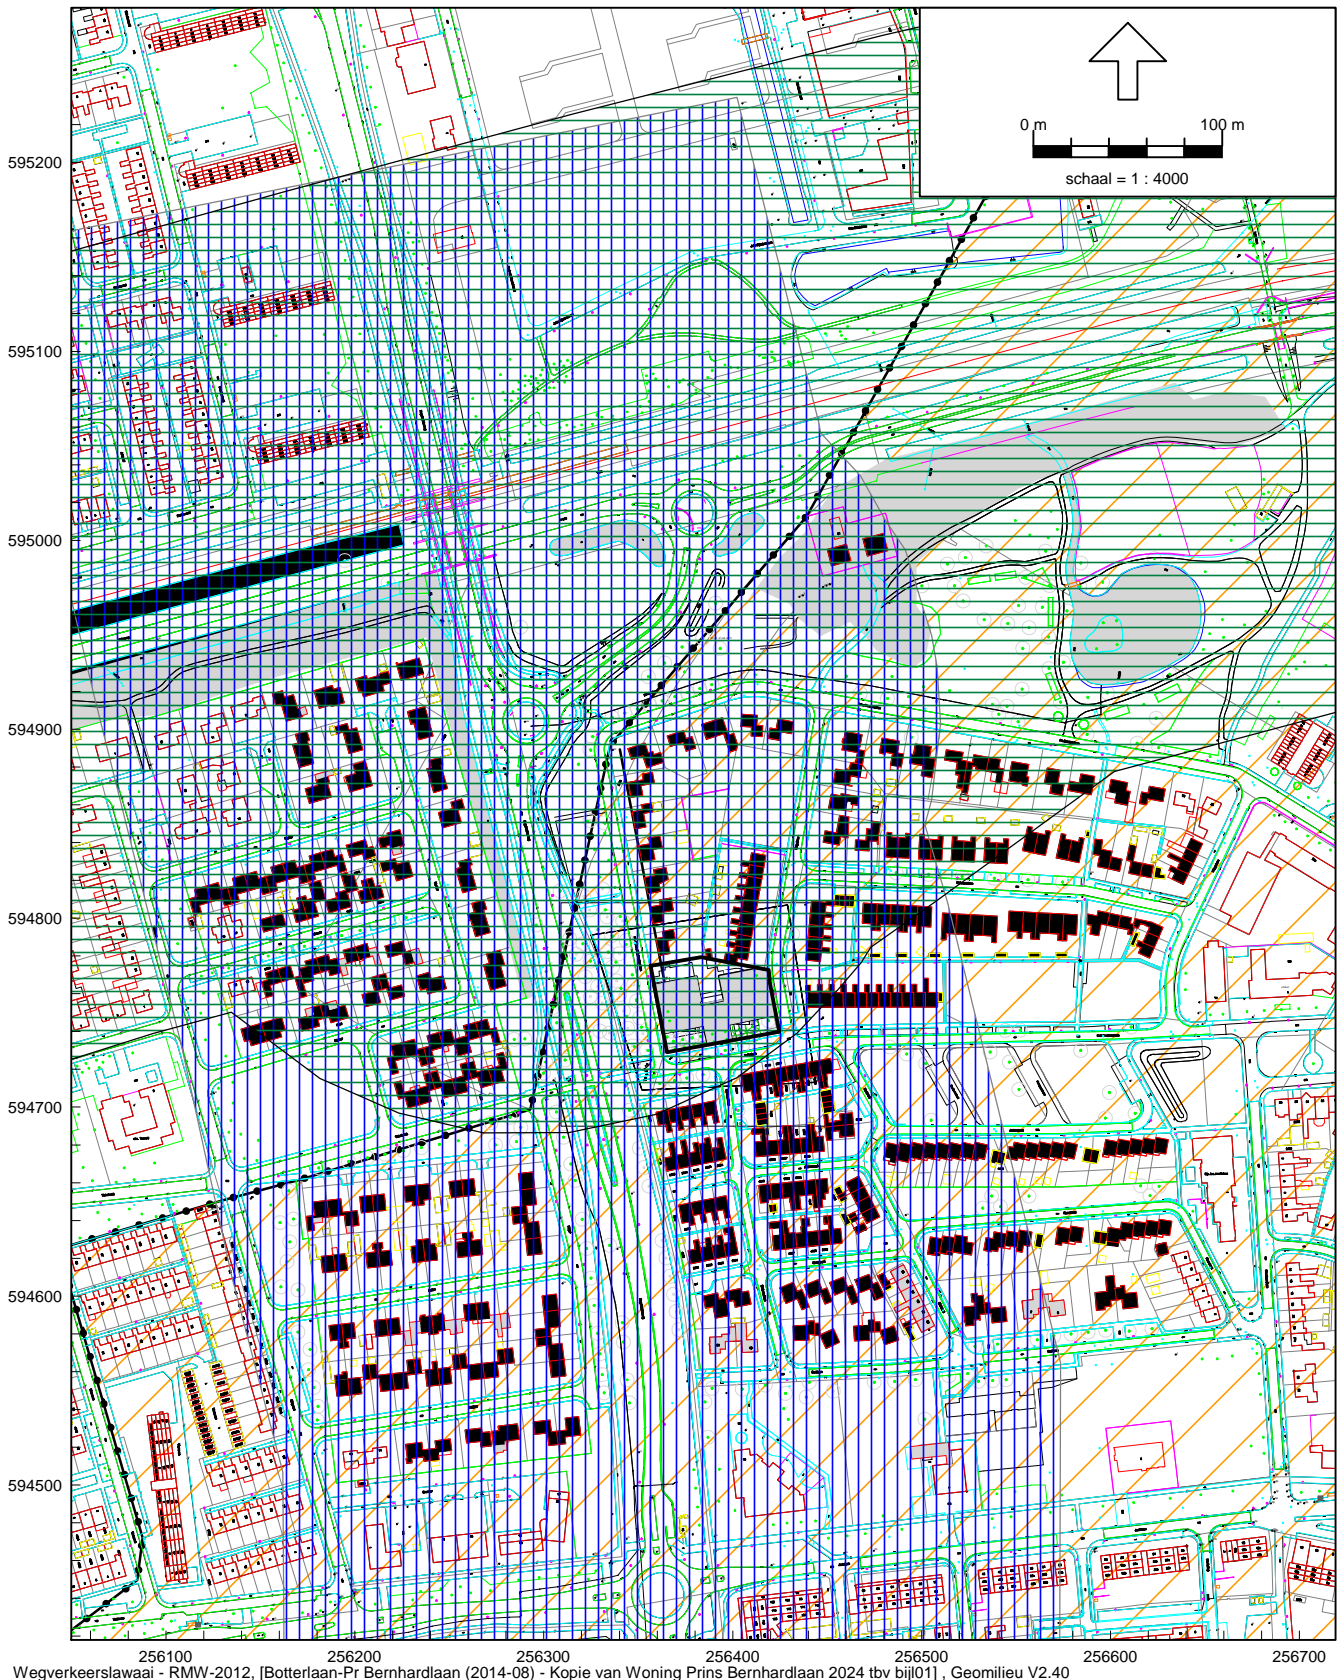 0 m 100 m
schaal = 1 : 4000
595200
595100
595000
594900
594800
594700
594600
594500
256100 256200 256300 256400 256500 256600 256700
Wegverkeerslawaai - RMW-2012, [Botterlaan-Pr Bernhardlaan (2014-08) - Kopie van Woning Prins Bernhardlaan 2024 tbv bijl01] , Geomilieu V2.40